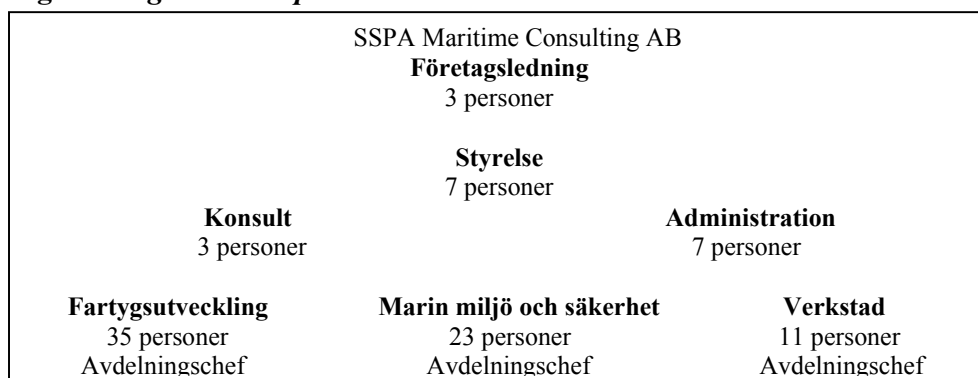 SSPA Maritime Consulting AB
Företagsledning
3 personer
Styrelse
7 personer
Konsult Administration
3 personer 7 personer
Fartygsutveckling Marin miljö och säkerhet Verkstad
35 personer 23 personer 11 personer
Avdelningschef Avdelningschef Avdelningschef